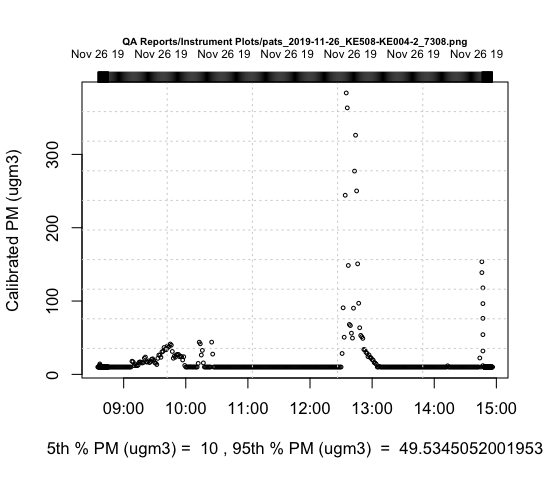 QA Reports/Instrument Plots/pats_2019-11-26_KE508-KE004-2_7308.png
Nov 26 19 Nov 26 19 Nov 26 19 Nov 26 19 Nov 26 19 Nov 26 19 Nov 26 19
Calibrated PM (ugm3)
300
200
100
0
09:00 10:00 11:00 12:00 13:00 14:00 15:00
5th % PM (ugm3) = 10 , 95th % PM (ugm3) = 49.5345052001953